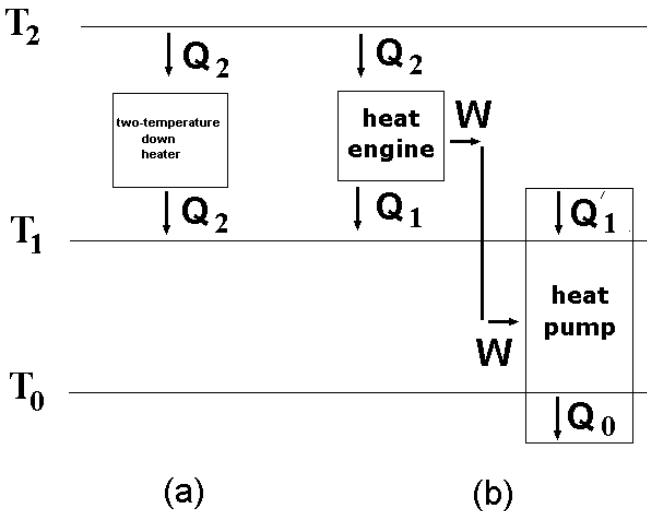 T2
Q2
Q2
two-temperature
down
heater
heat
engine
W
Q2
Q1
Q'1
T1
heat
pump
W
T0
Q0
(a)
(b)